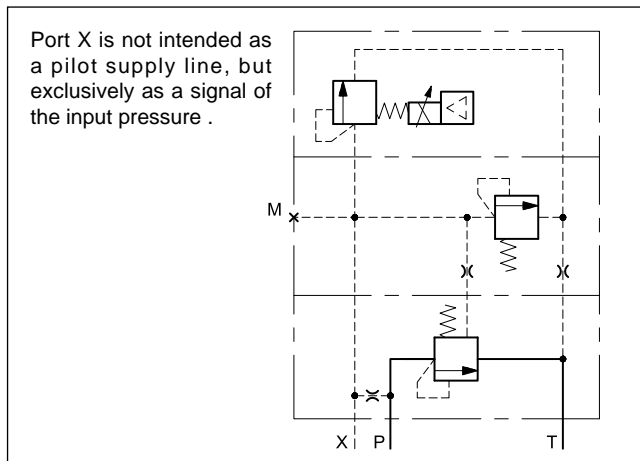 Port X is not intended as
a pilot supply line, but
exclusively as a signal of
the input pressure .
M
X P T